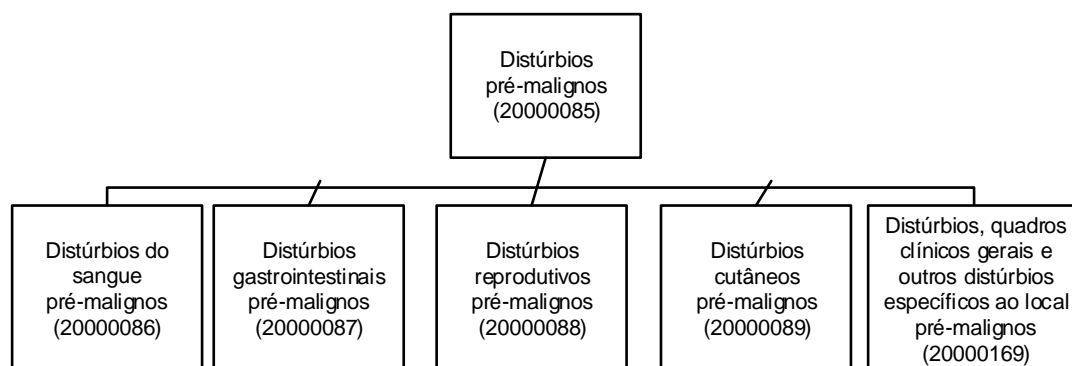 Distúrbios
pré-malignos
(20000085)
Distúrbios do
sangue
pré-malignos
(20000086)
Distúrbios
gastrointestinais
pré-malignos
(20000087)
Distúrbios
reprodutivos
pré-malignos
(20000088)
Distúrbios
cutâneos
pré-malignos
(20000089)
Distúrbios, quadros
clínicos gerais e
outros distúrbios
específicos ao local
pré-malignos
(20000169)